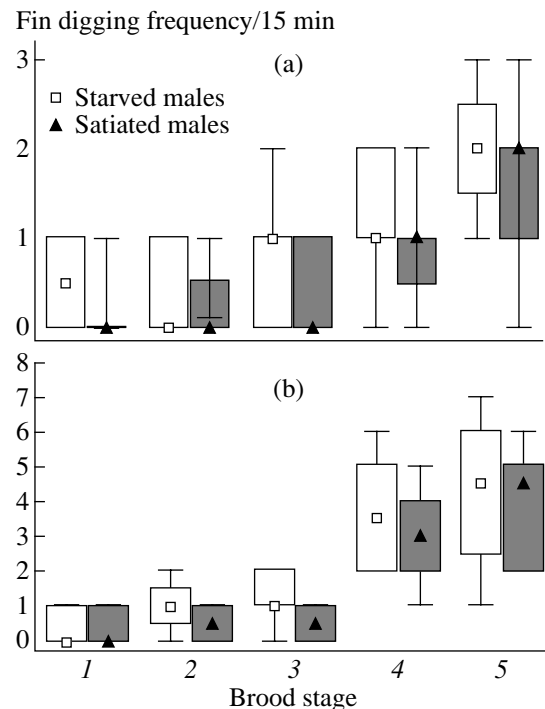 Fin digging frequency/15 min
(a)
3
Starved males
Satiated males
2
1
0
(b)
8
7
6
5
4
3
2
1
0
1 2 3 4 5
Brood stage